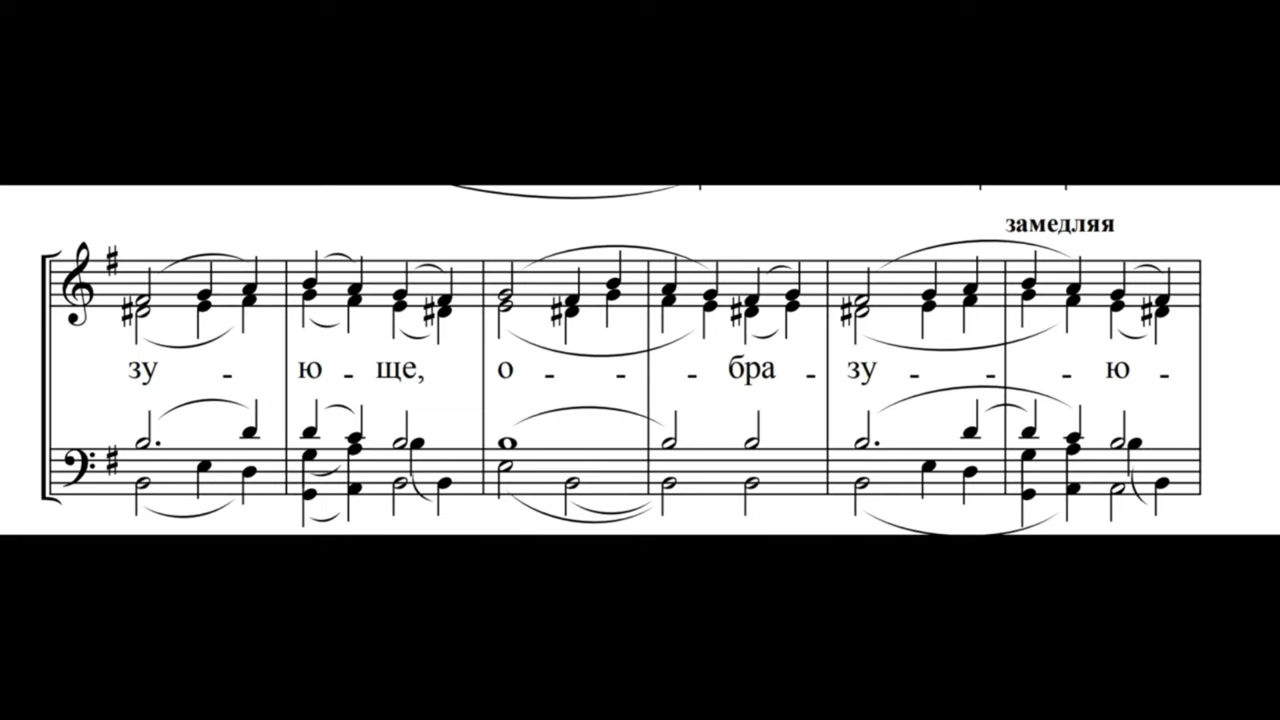 замедляя
зу - ю - ще, о - - - бра - зу - - - ю -